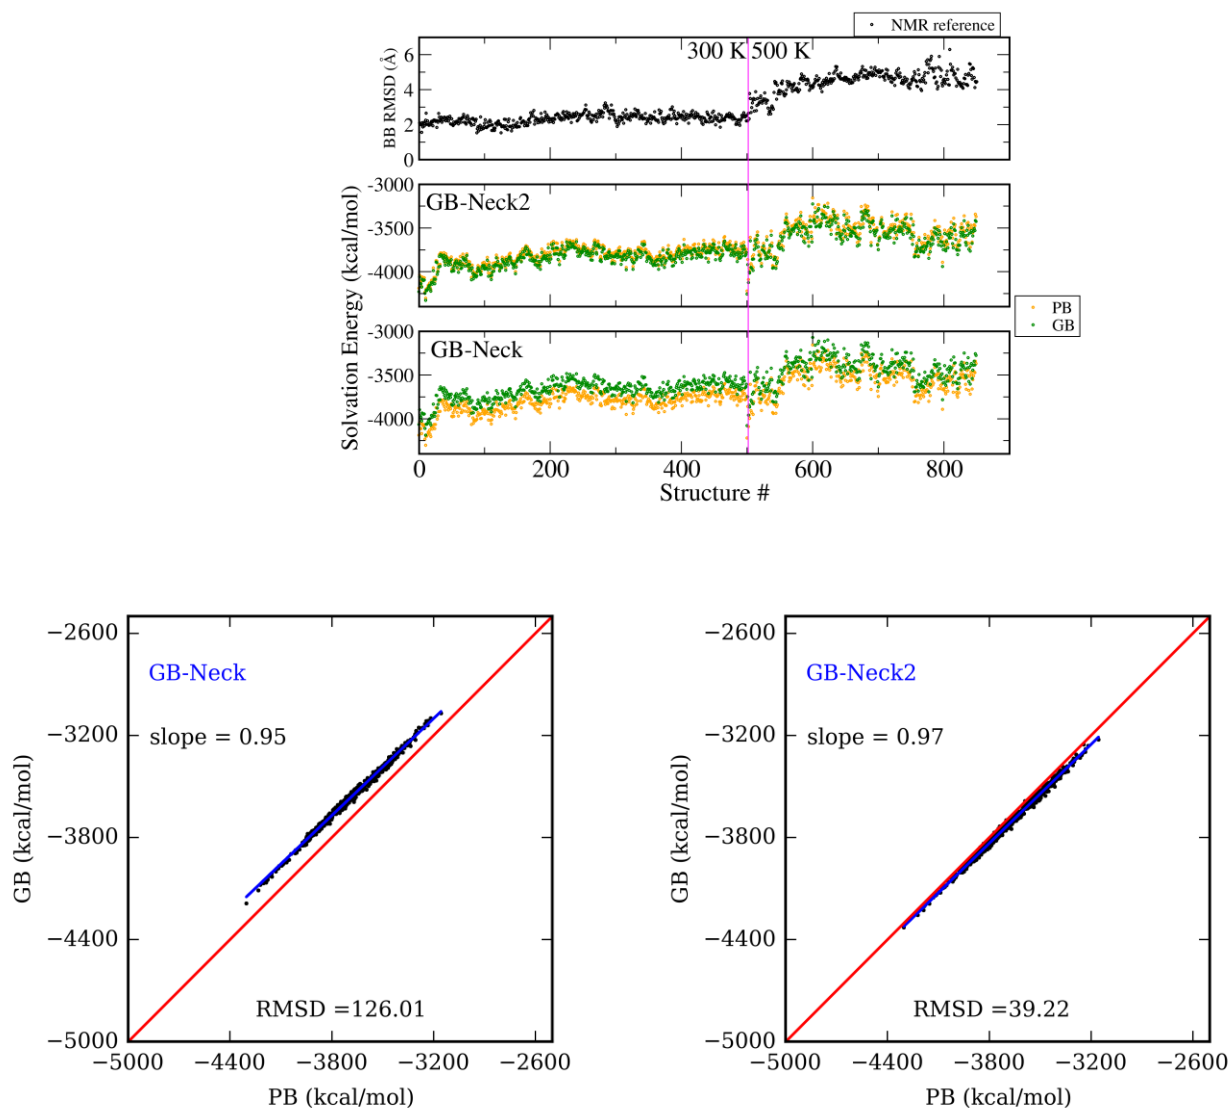 NMR reference
300 K 500 K
BB RMSD (Å)
6
4
2
0
Solvation Energy (kcal/mol)
-3000
GB-Neck2
-3500
-4000
PB
GB
-3000
GB-Neck
-3500
-4000
0 200 400 600 800
Structure #
GB-Neck
slope = 0.95
RMSD =126.01
GB (kcal/mol)
−2600
−3200
−3800
−4400
−5000
−5000 −4400 −3800 −3200 −2600
PB (kcal/mol)
GB-Neck2
slope = 0.97
RMSD =39.22
GB (kcal/mol)
−2600
−3200
−3800
−4400
−5000
−5000 −4400 −3800 −3200 −2600
PB (kcal/mol)